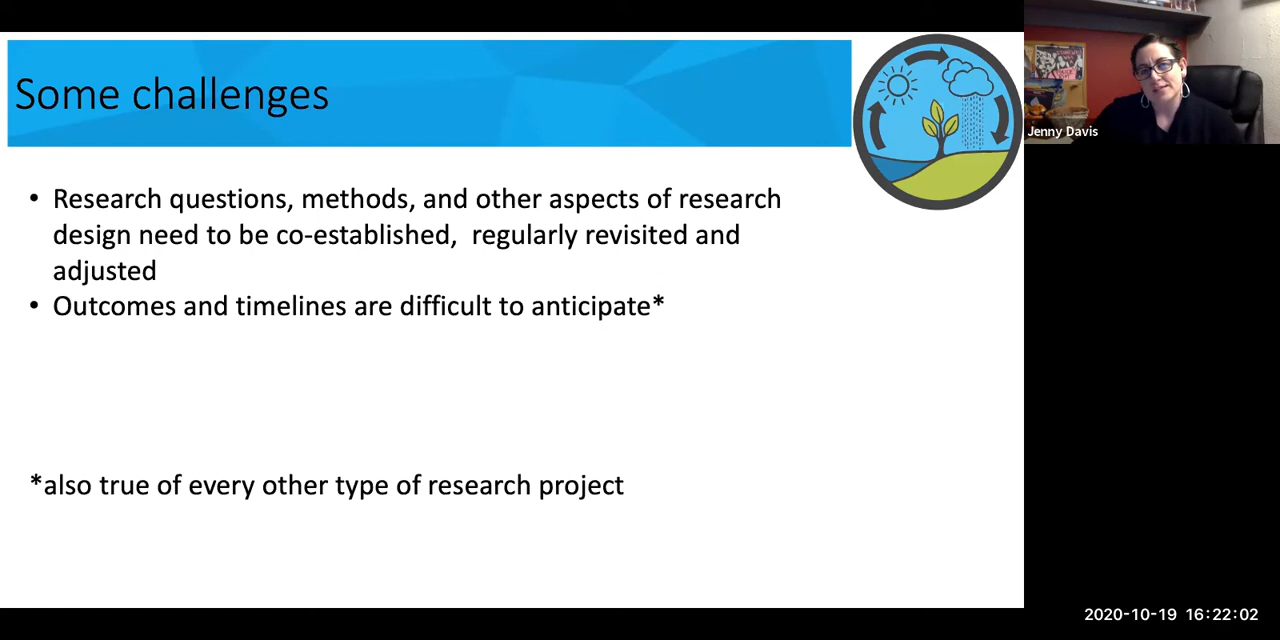 Some challenges
• Research questions, methods, and other aspects of research
design need to be co-established,  regularly revisited and
adjusted
• Outcomes and timelines are difficult to anticipate*
*also true of every other type of research project
Jenny Davis
2020-10-19 16:22:02